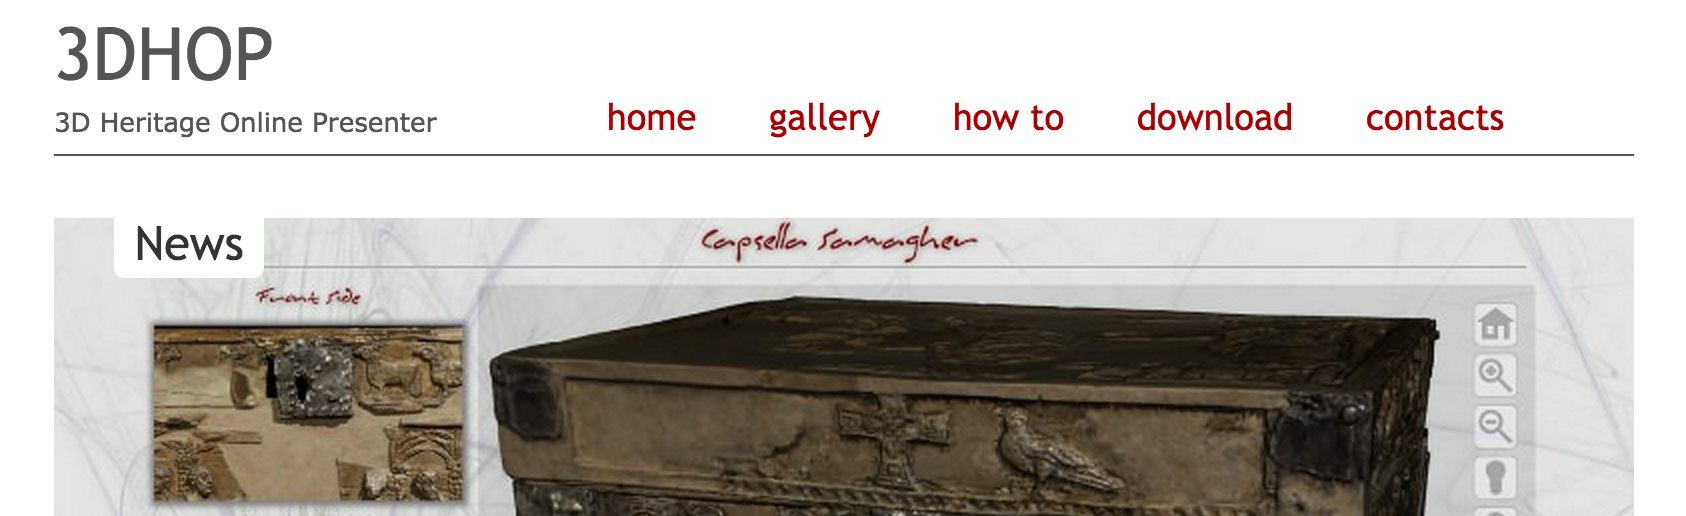 3DHOP
3D Heritage Online Presenter
home gallery how to download contacts
News
Capsella Samagher
Front side